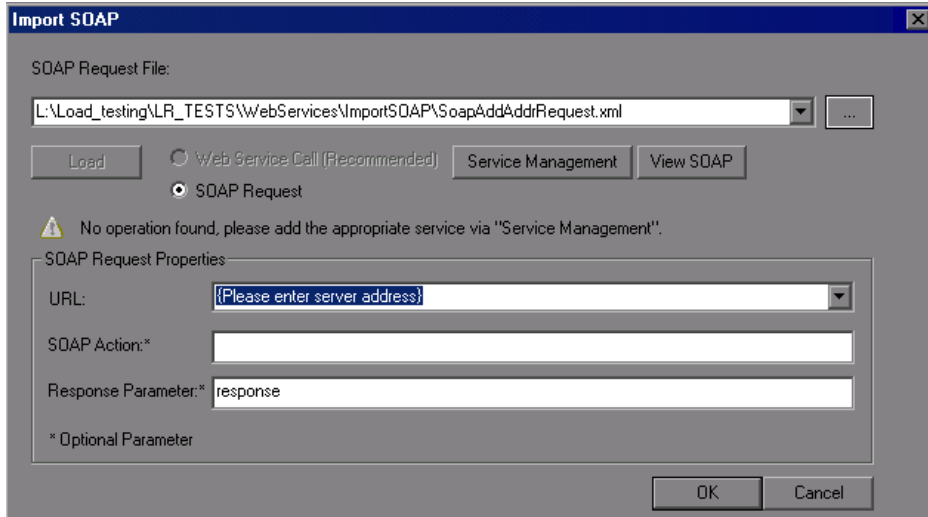 Import SOAP
SOAP Request File:
L:\Load_testing\LR_TESTS\WebServices\ImportSOAP\SoapAddAddrRequest.xml
...
Load
Web Service Call (Recommended)
Service Management
View SOAP
SOAP Request
No operation found, please add the appropriate service via "Service Management".
SOAP Request Properties
URL:
{Please enter server address}
SOAP Action:*
Response Parameter:*
response
* Optional Parameter
OK
Cancel